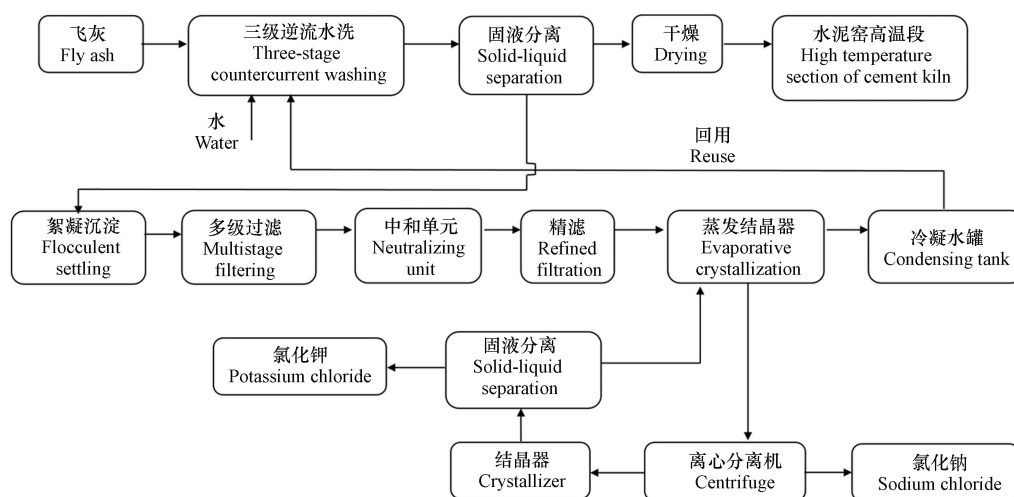 飞灰
Fly ash
三级逆流水洗
Three-stage
countercurrent washing
固液分离
Solid-liquid
separation
干燥
Drying
水泥窑高温段
High temperature
section of cement kiln
水
Water
回用
Reuse
絮凝沉淀
Flocculent
settling
多级过滤
Multistage
filtering
中和单元
Neutralizing
unit
精滤
Refined
filtration
蒸发结晶器
Evaporative
crystallization
冷凝水罐
Condensing tank
氯化钾
Potassium chloride
固液分离
Solid-liquid
separation
结晶器
Crystallizer
离心分离机
Centrifuge
氯化钠
Sodium chloride